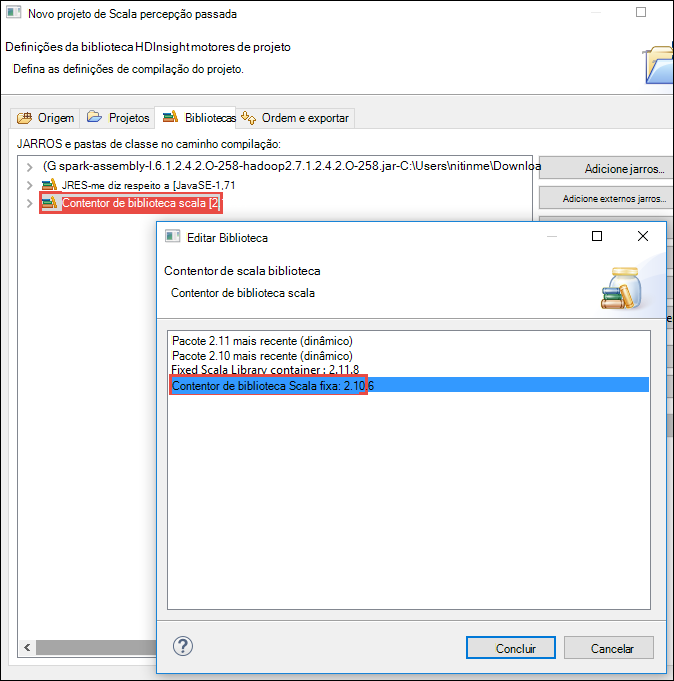 Novo projeto de Scala percepção passada
Definições da biblioteca HDInsight motores de projeto
Defina as definições de compilação do projeto.
Origem
Projetos
Bibliotecas
Ordem e exportar
JARROS e pastas de classe no caminho compilação:
(G spark-assembly-I.6.1.2.4.2.O-258-hadoop2.7.1.2.4.2.O-258.jar-C:\Users\nitinme\Downloa
Adicione jarros...
JRES-me diz respeito a [JavaSE-1,71
Adicione externos jarros...
Contentor de biblioteca scala [2]
Editar Biblioteca
Contentor de scala biblioteca
Contentor de biblioteca scala
Pacote 2.11 mais recente (dinâmico)
Pacote 2.10 mais recente (dinâmico)
Fixed Scala Library container : 2.11.8
Contentor de biblioteca Scala fixa: 2.10.6
Concluir
Cancelar